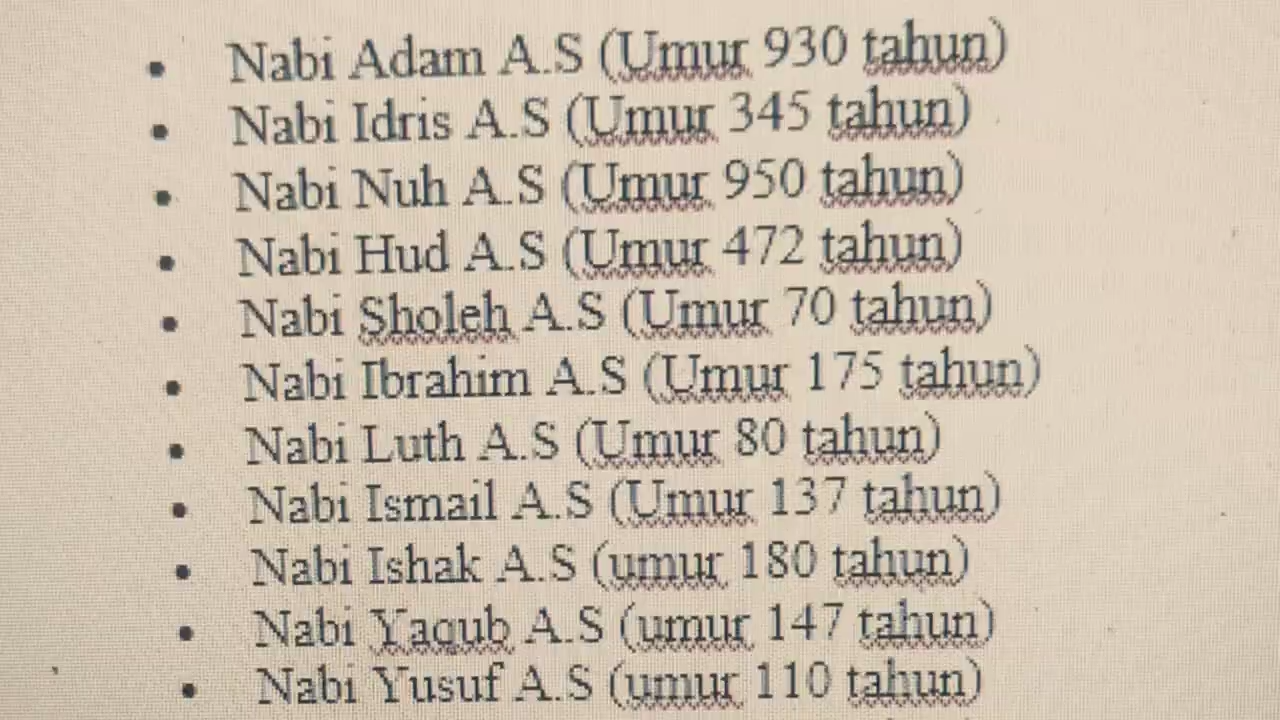 • Nabi Adam A.S (Umur 930 tahun)
• Nabi Idris A.S (Umur 345 tahun)
• Nabi Nuh A.S (Umur 950 tahun)
• Nabi Hud A.S (Umur 472 tahun)
• Nabi Sholeh A.S (Umur 70 tahun)
• Nabi Ibrahim A.S (Umur 175 tahun)
• Nabi Luth A.S (Umur 80 tahun)
• Nabi Ismail A.S (Umur 137 tahun)
• Nabi Ishak A.S (umur 180 tahun)
• Nabi Yaqub A.S (umur 147 tahun)
• Nabi Yusuf A.S (umur 110 tahun)